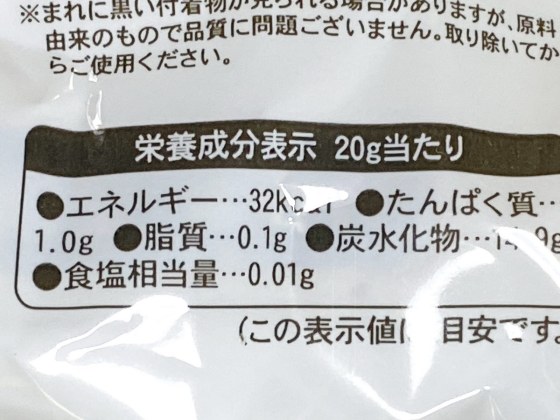 ※まれに黒い付着物が見られる場合がありますが、原料
由来のもので品質に問題ございません。取り除いてか
らご使用ください。
栄養成分表示 20g当たり
●エネルギー…32kcal ●たんぱく質…
1.0g ●脂質…0.1g ●炭水化物…14.9g
●食塩相当量…0.01g
(この表示値は目安です。